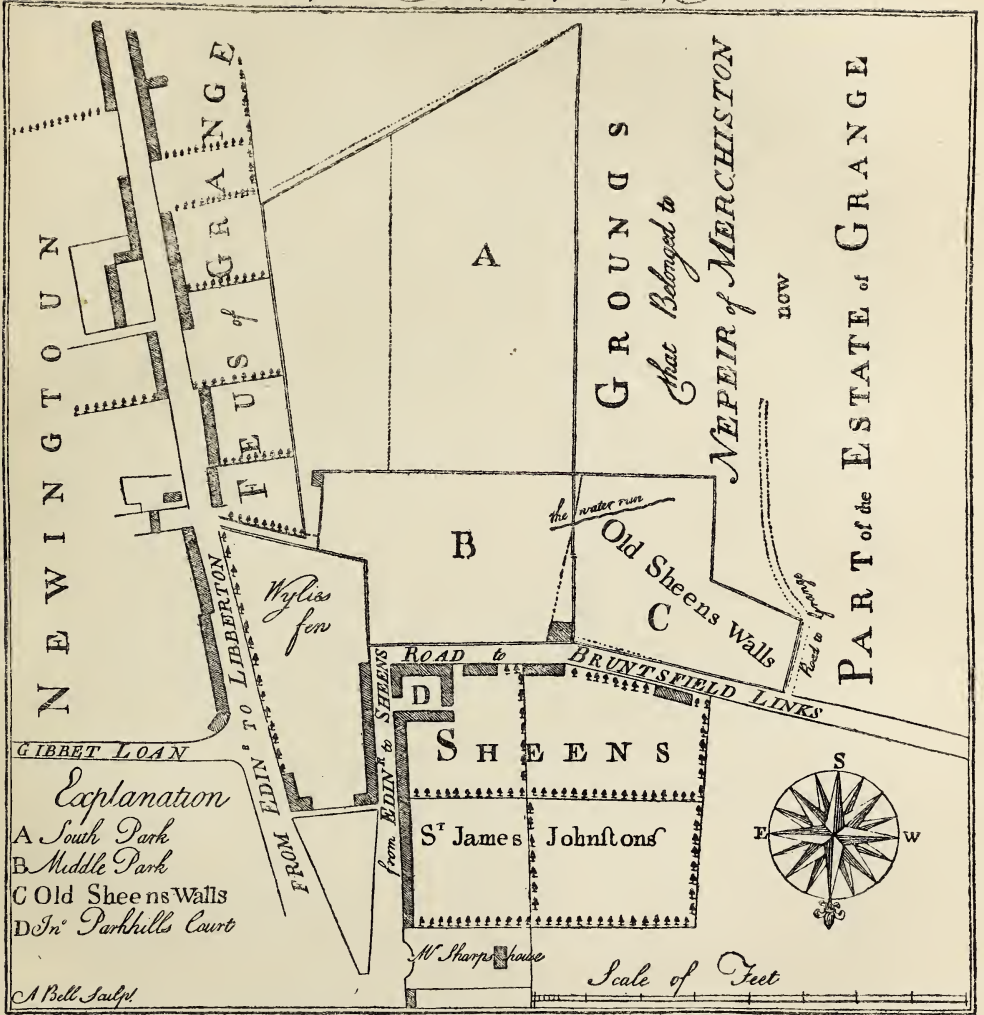 NEWINGTOUN
FEUS of GRANGE
A
GROUNDS
that Belonged to
NEPEIR of MERCHISTON
now
PART of the ESTATE of GRANGE
B
the water run
Old Sheens Walls
C
Road to Grange
Wylies
fen
FROM EDINR TO LIBBERTON
from EDINR to SHEENS
ROAD to BRUNTSFIELD LINKS
D
SHEENS
ST James Johnstons
Mr Sharps house
GIBBET LOAN
Explanation
A South Park
B Middle Park
C Old Sheens Walls
D Jno Parkhills Court
S
E
W
Scale of Feet
A Bell Sculpt.